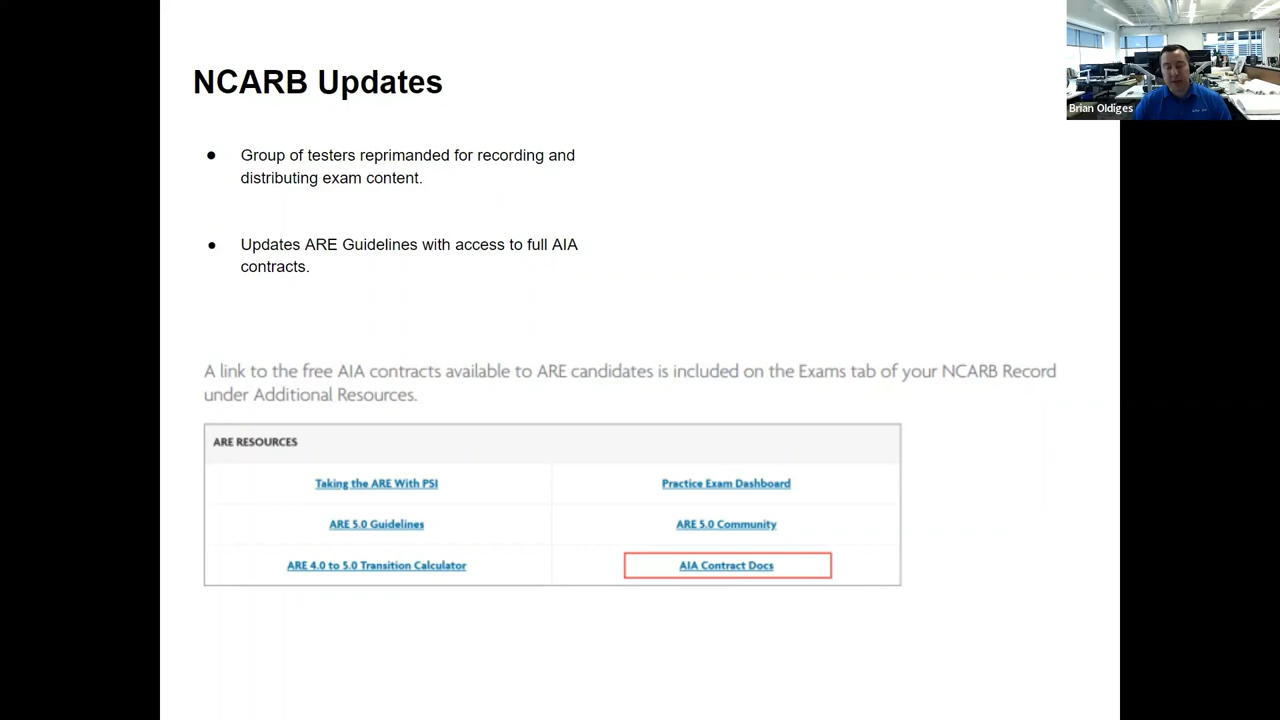 NCARB Updates
Brian Oldiges
● Group of testers reprimanded for recording and
distributing exam content.
● Updates ARE Guidelines with access to full AIA
contracts.
A link to the free AIA contracts available to ARE candidates is included on the Exams tab of your NCARB Record
under Additional Resources.
ARE RESOURCES
Taking the ARE With PSI
Practice Exam Dashboard
ARE 5.0 Guidelines
ARE 5.0 Community
ARE 4.0 to 5.0 Transition Calculator
AIA Contract Docs